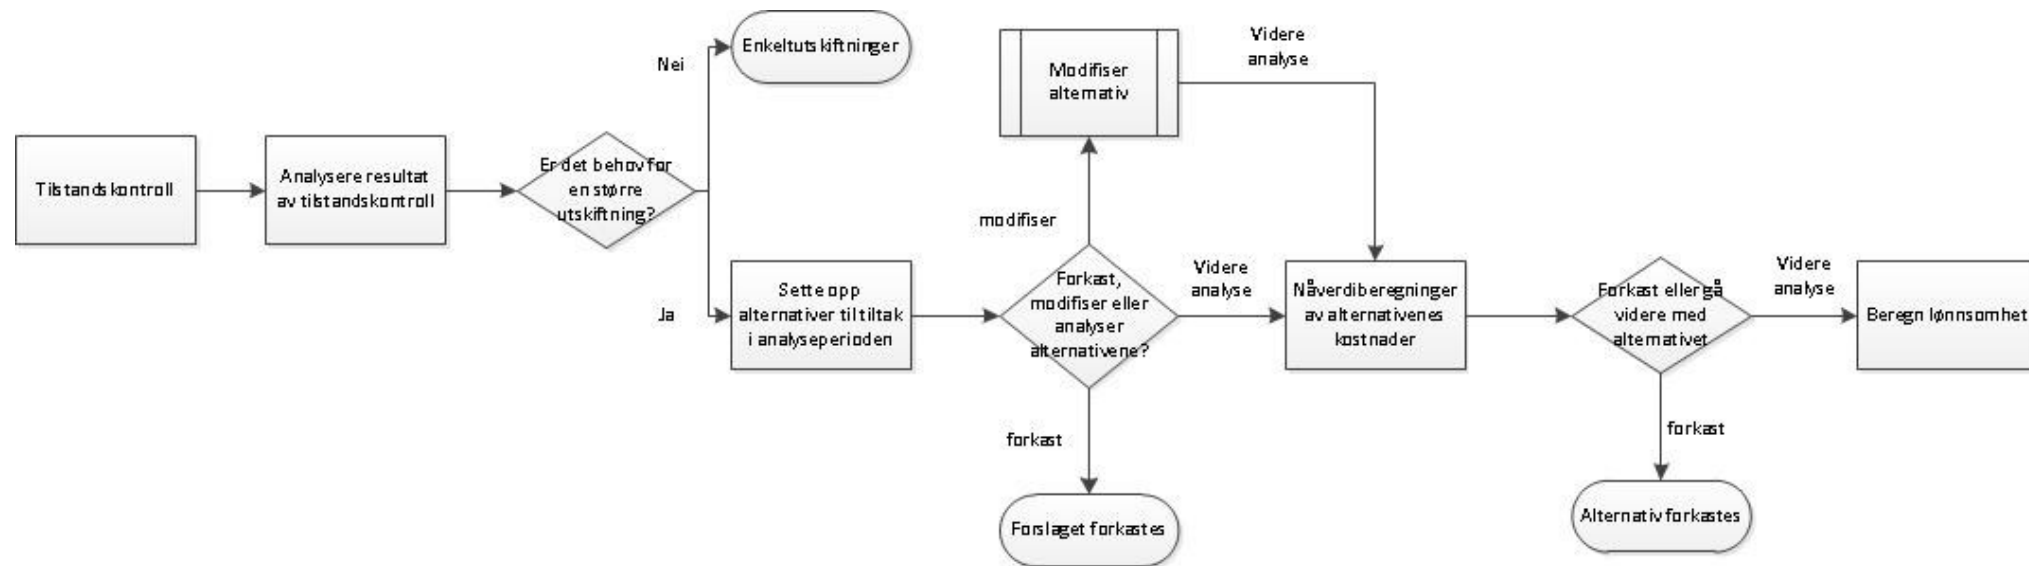 Tilstandskontroll
Analysere resultat
av tilstandskontroll
Er det behov for
en større
utskiftning?
Nei
Enkeltutskiftninger
Ja
Sette opp
alternativer til tiltak
i analyseperioden
Forkast,
modifiser eller
analyser
alternativene?
modifiser
Modifiser
alternativ
Videre
analyse
Videre
analyse
forkast
Forslaget forkastes
Nåverdiberegninger
av alternativenes
kostnader
Forkast eller gå
videre med
alternativet
Videre
analyse
Beregn lønnsomhet
forkast
Alternativ forkastes